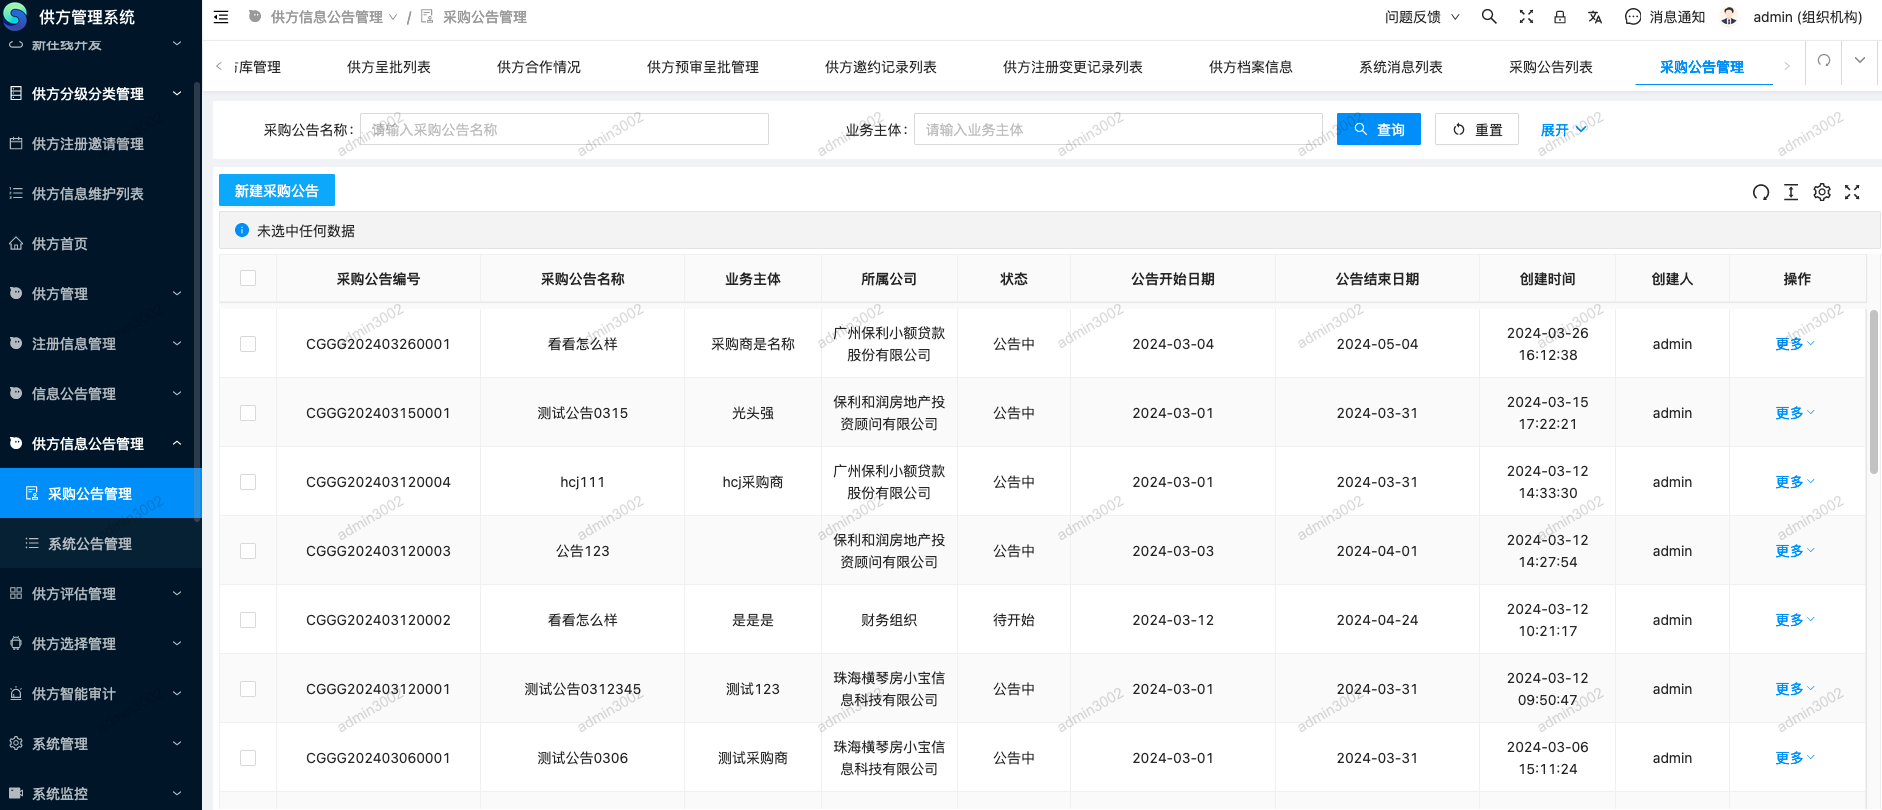 供方管理系统
供方信息公告管理 / 采购公告管理
问题反馈
消息通知
admin (组织机构)
新在线开发
供方分级分类管理
供方注册邀请管理
供方信息维护列表
供方首页
供方管理
注册信息管理
信息公告管理
供方信息公告管理
采购公告管理
系统公告管理
供方评估管理
供方选择管理
供方智能审计
系统管理
系统监控
库管理 供方呈批列表 供方合作情况 供方预审呈批管理 供方邀约记录列表 供方注册变更记录列表 供方档案信息 系统消息列表 采购公告列表 采购公告管理
采购公告名称: 请输入采购公告名称 业务主体: 请输入业务主体 查询 重置 展开
新建采购公告
未选中任何数据
采购公告编号 采购公告名称 业务主体 所属公司 状态 公告开始日期 公告结束日期 创建时间 创建人 操作
CGGG202403260001 看看怎么样 采购商是名称 广州保利小额贷款股份有限公司 公告中 2024-03-04 2024-05-04 2024-03-26 16:12:38 admin 更多
CGGG202403150001 测试公告0315 光头强 保利和润房地产投资顾问有限公司 公告中 2024-03-01 2024-03-31 2024-03-15 17:22:21 admin 更多
CGGG202403120004 hcj111 hcj采购商 广州保利小额贷款股份有限公司 公告中 2024-03-01 2024-03-31 2024-03-12 14:33:30 admin 更多
CGGG202403120003 公告123 保利和润房地产投资顾问有限公司 公告中 2024-03-03 2024-04-01 2024-03-12 14:27:54 admin 更多
CGGG202403120002 看看怎么样 是是是 财务组织 待开始 2024-03-12 2024-04-24 2024-03-12 10:21:17 admin 更多
CGGG202403120001 测试公告0312345 测试123 珠海横琴房小宝信息科技有限公司 公告中 2024-03-01 2024-03-31 2024-03-12 09:50:47 admin 更多
CGGG202403060001 测试公告0306 测试采购商 珠海横琴房小宝信息科技有限公司 公告中 2024-03-01 2024-03-31 2024-03-06 15:11:24 admin 更多
admin3002